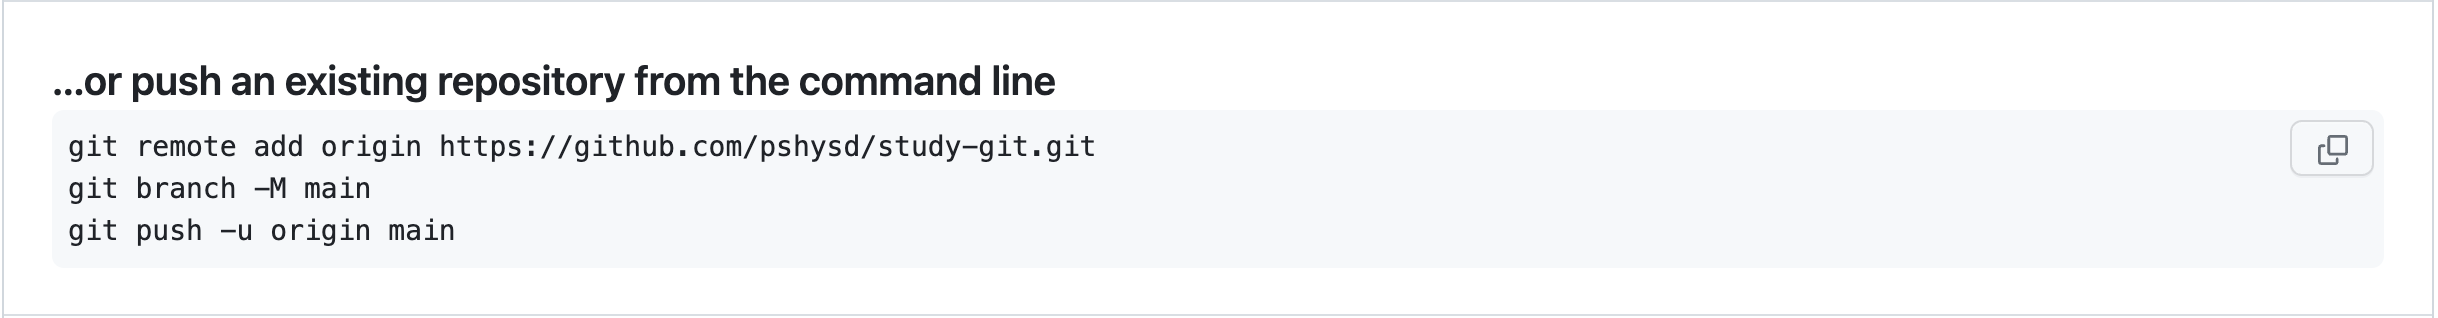 ...or push an existing repository from the command line
git remote add origin https://github.com/pshysd/study-git.git
git branch -M main
git push -u origin main